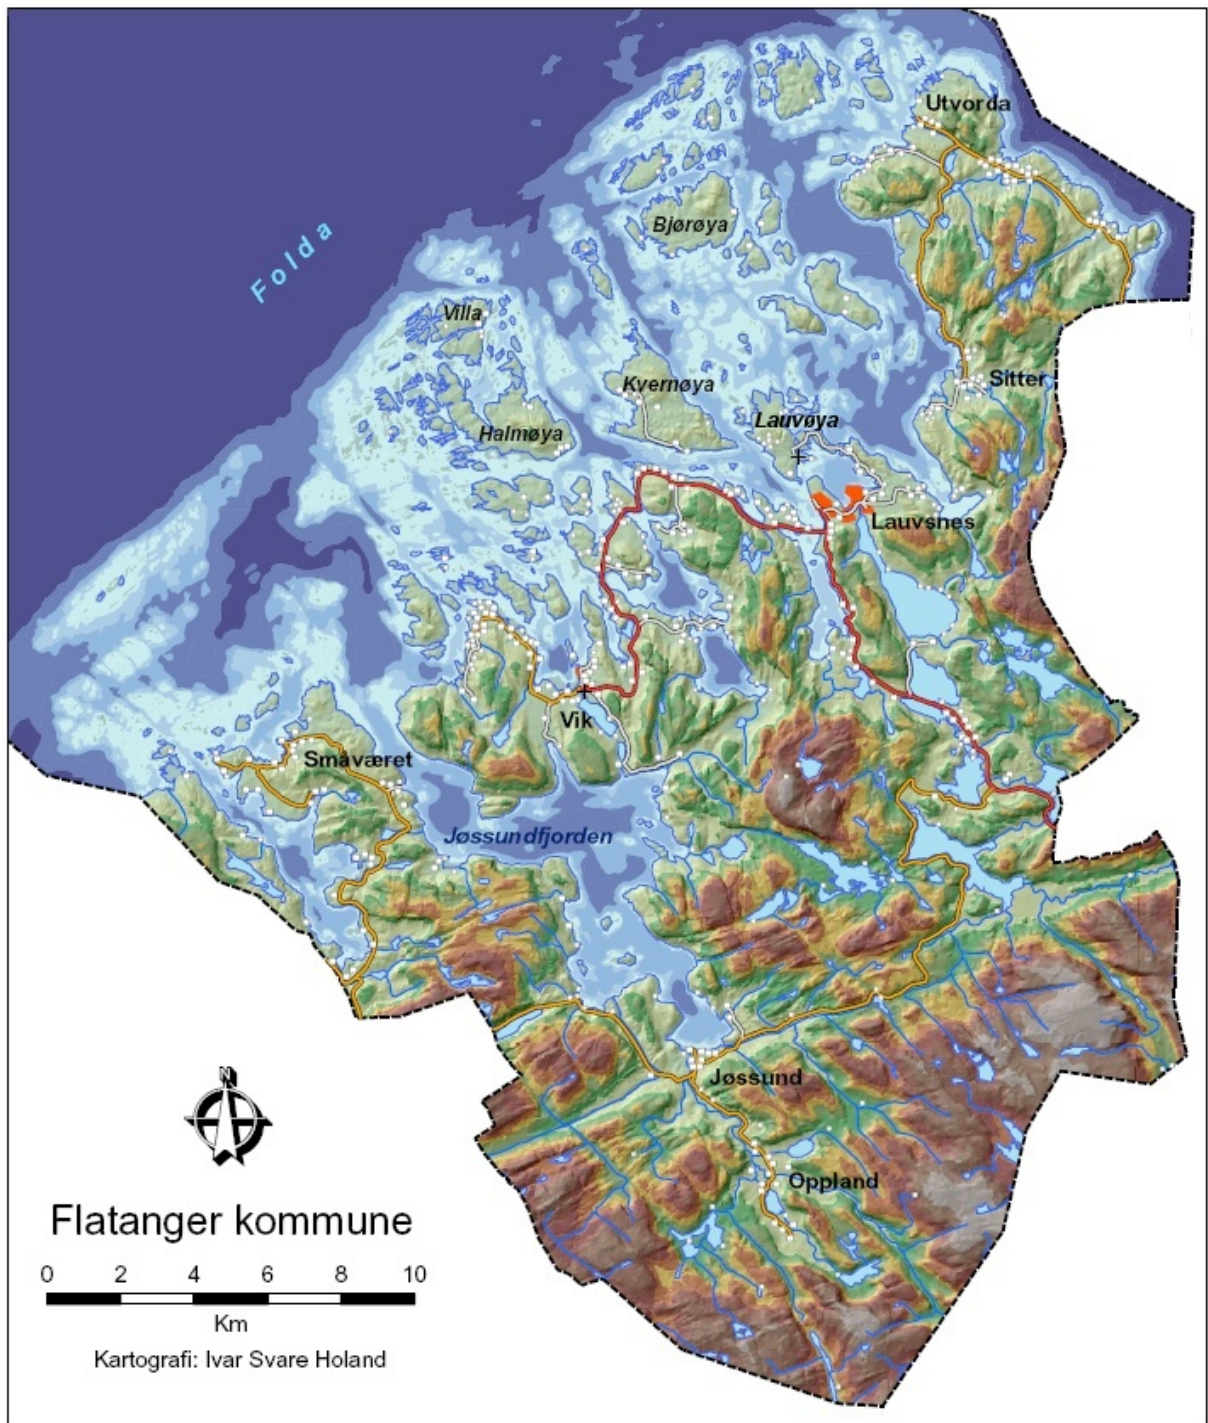 Utvorda
Bjørøya
Folda
Villa
Kvernøya
Sitter
Lauvøya
Halmøya
Lauvsnes
Vik
Småværet
Jøssundfjorden
N
Jøssund
Oppland
Flatanger kommune
0 2 4 6 8 10
Km
Kartografi: Ivar Svare Holand